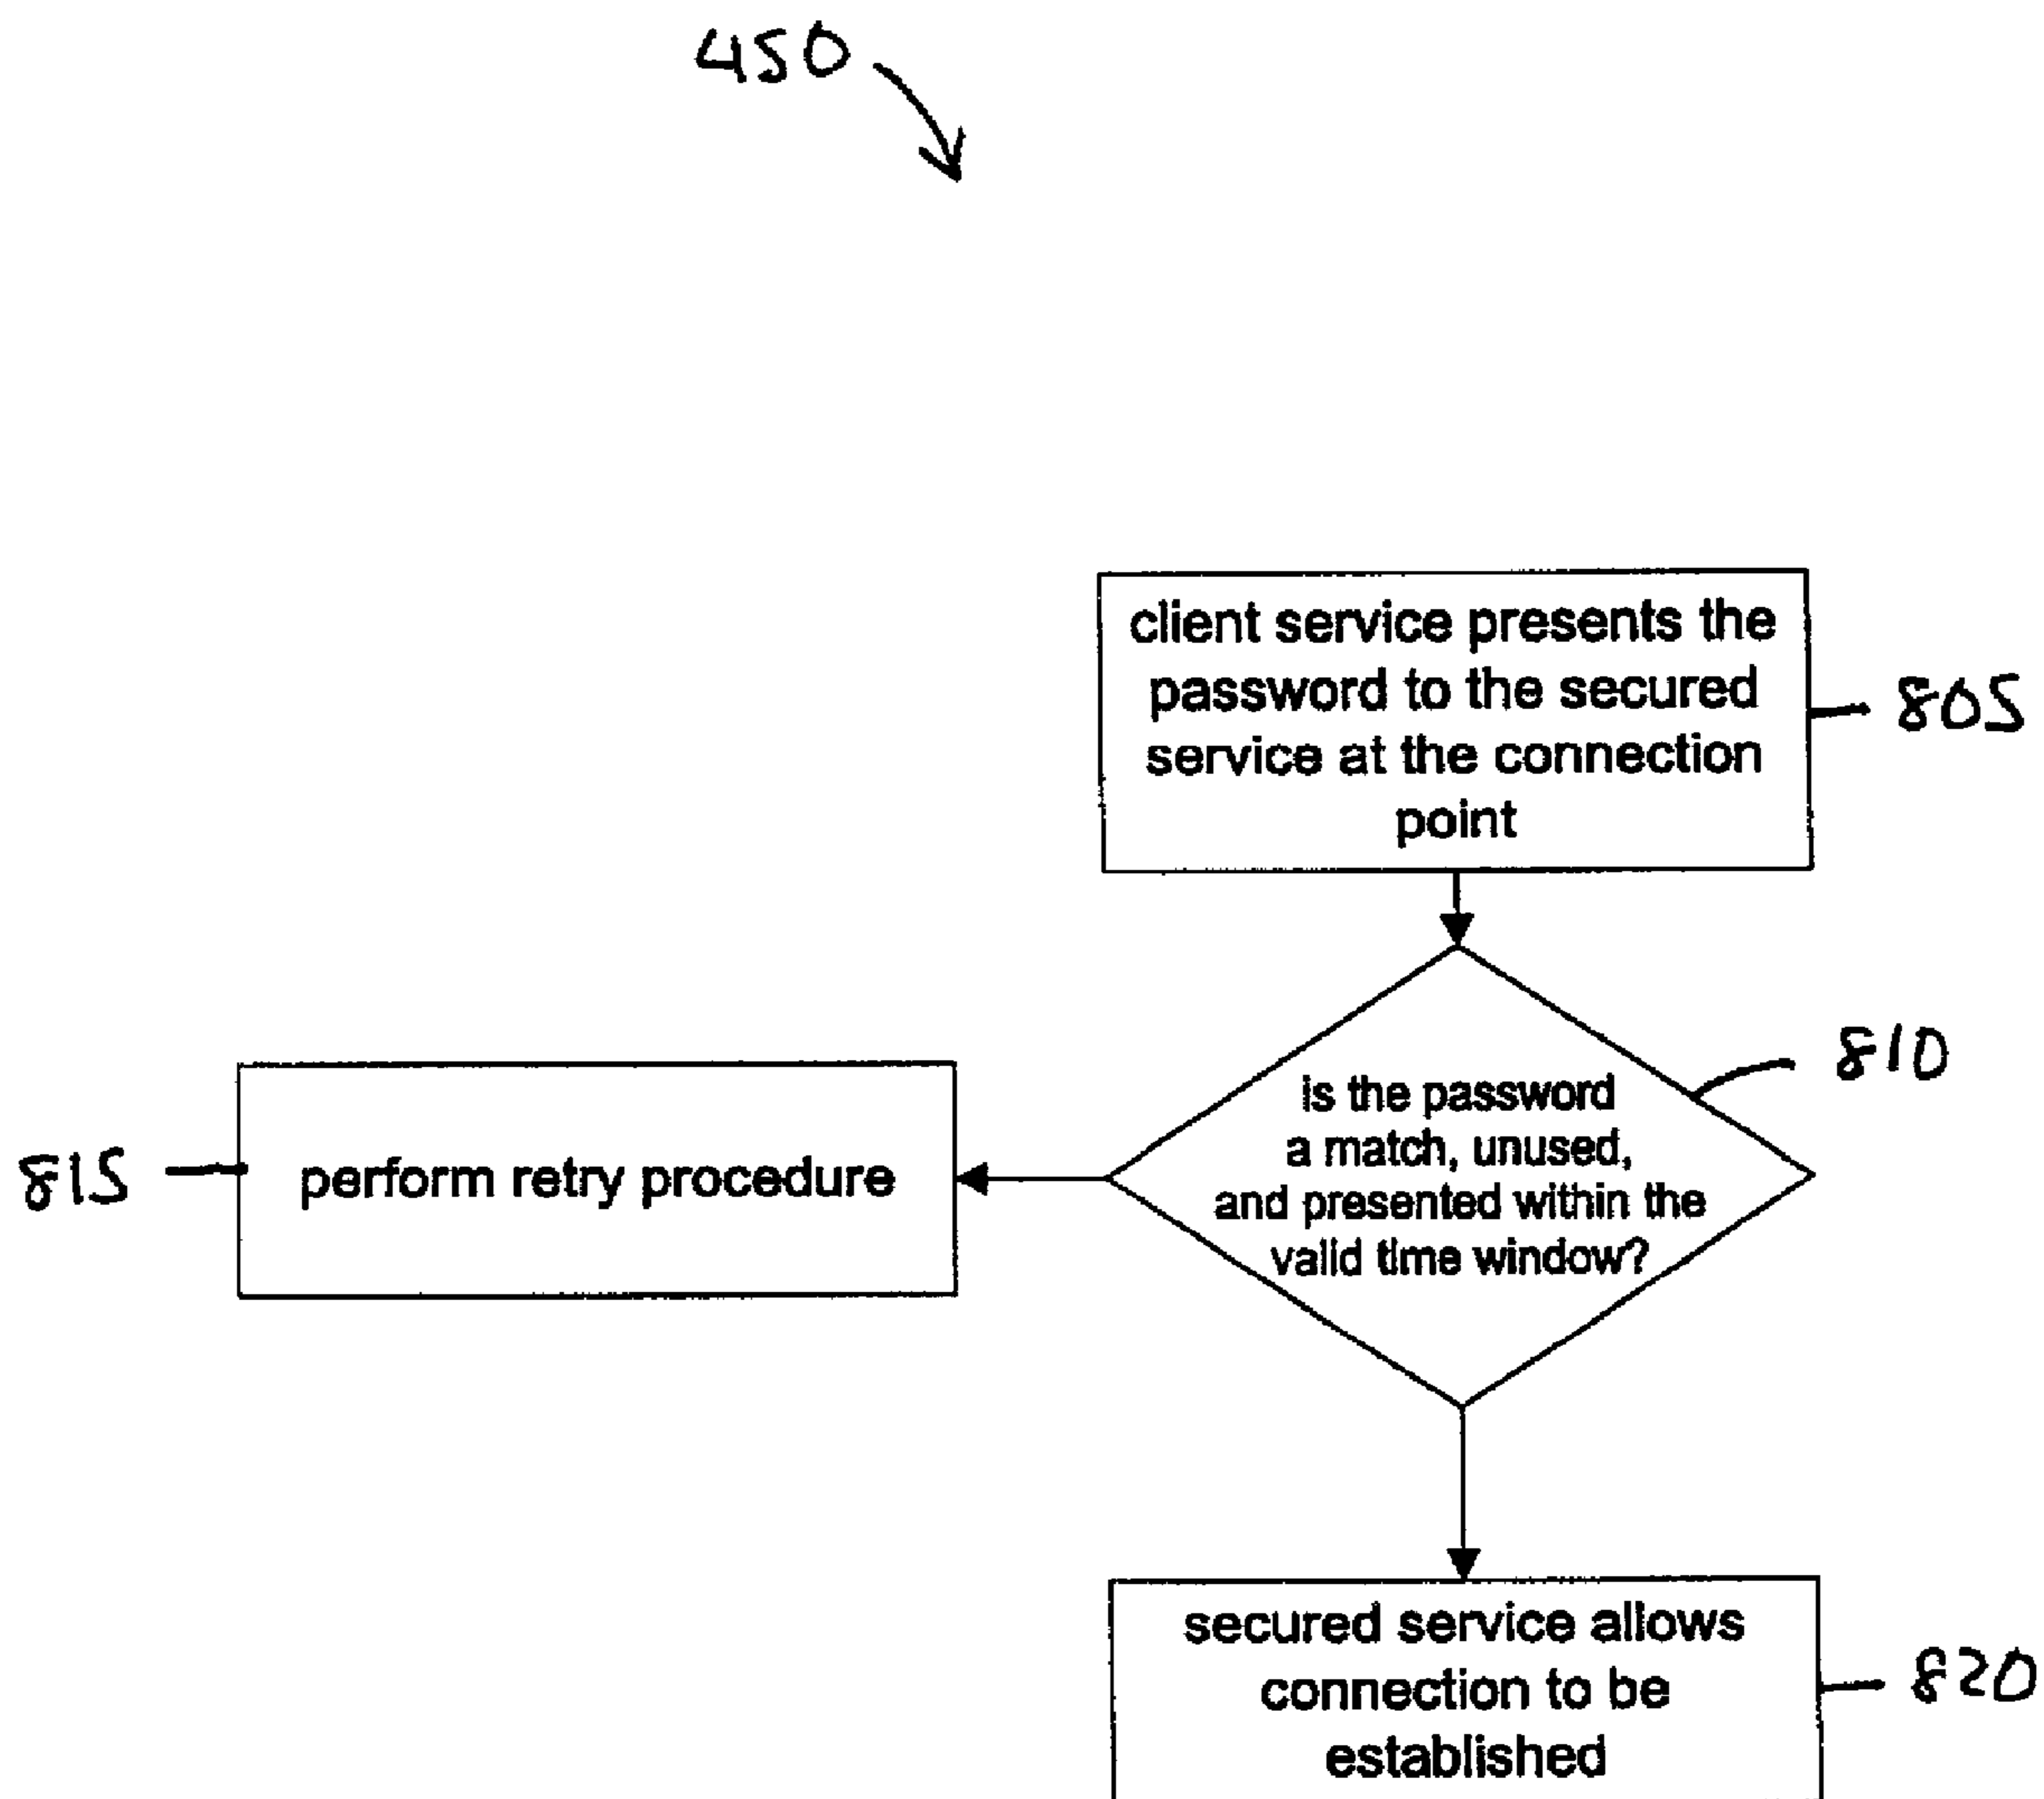 450
client service presents the
password to the secured
service at the connection
point
805
810
is the password
a match, unused,
and presented within the
valid time window?
815
perform retry procedure
secured service allows
connection to be
established
820